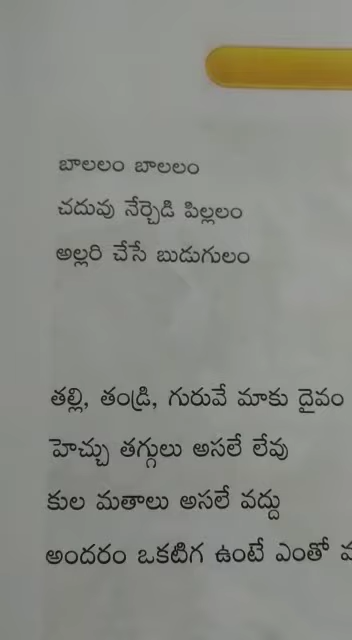 బాలలం బాలలం
చదువు నేర్చెడి పిల్లలం
అల్లరి చేసే బుడుగులం
తల్లి, తండ్రి, గురువే మాకు దైవం
హెచ్చు తగ్గులు అసలే లేవు
కుల మతాలు అసలే వద్దు
అందరం ఒకటిగ ఉంటే ఎంతో